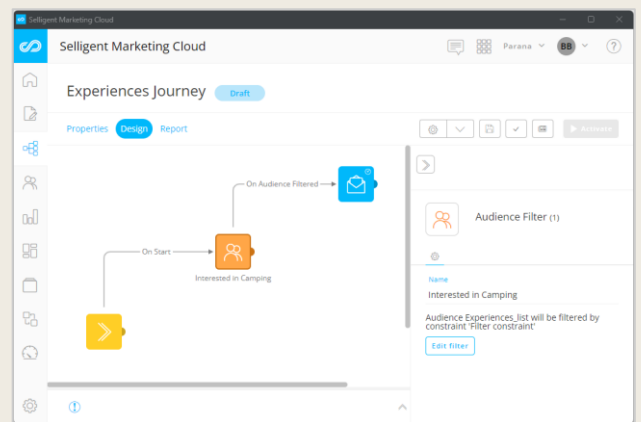 Selligent Marketing Cloud
Selligent Marketing Cloud
Parana
BB
?
Experiences Journey
Draft
Properties
Design
Report
Activate
On Audience Filtered
On Start
Interested in Camping
Audience Filter (1)
Name
Interested in Camping
Audience Experiences_list will be filtered by
constraint 'Filter constraint'
Edit filter